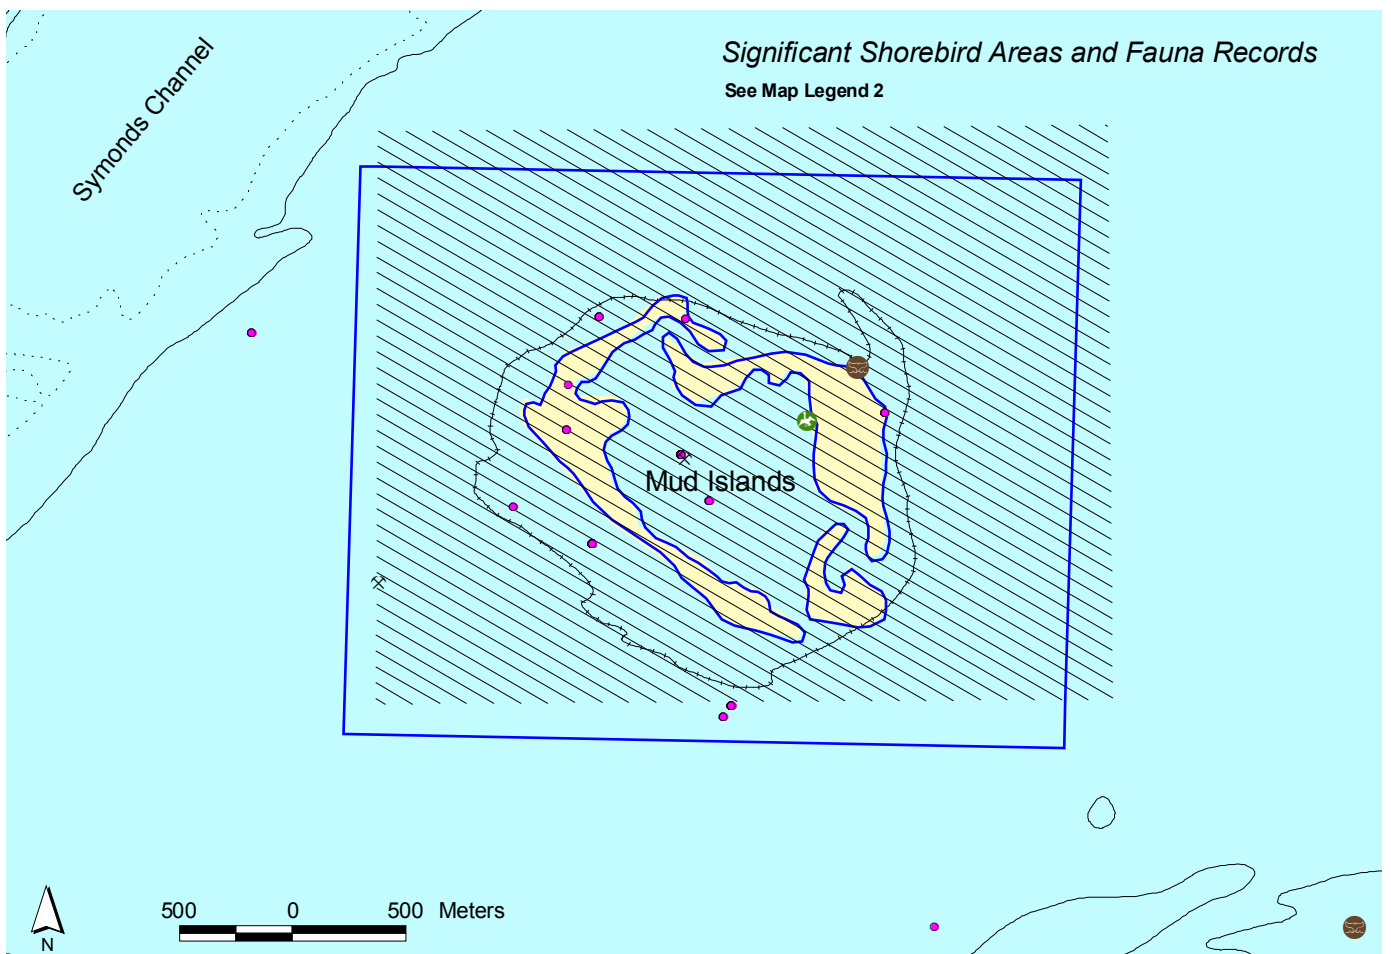 Significant Shorebird Areas and Fauna Records
See Map Legend 2
Symonds Channel
Mud Islands
500 0 500 Meters
N